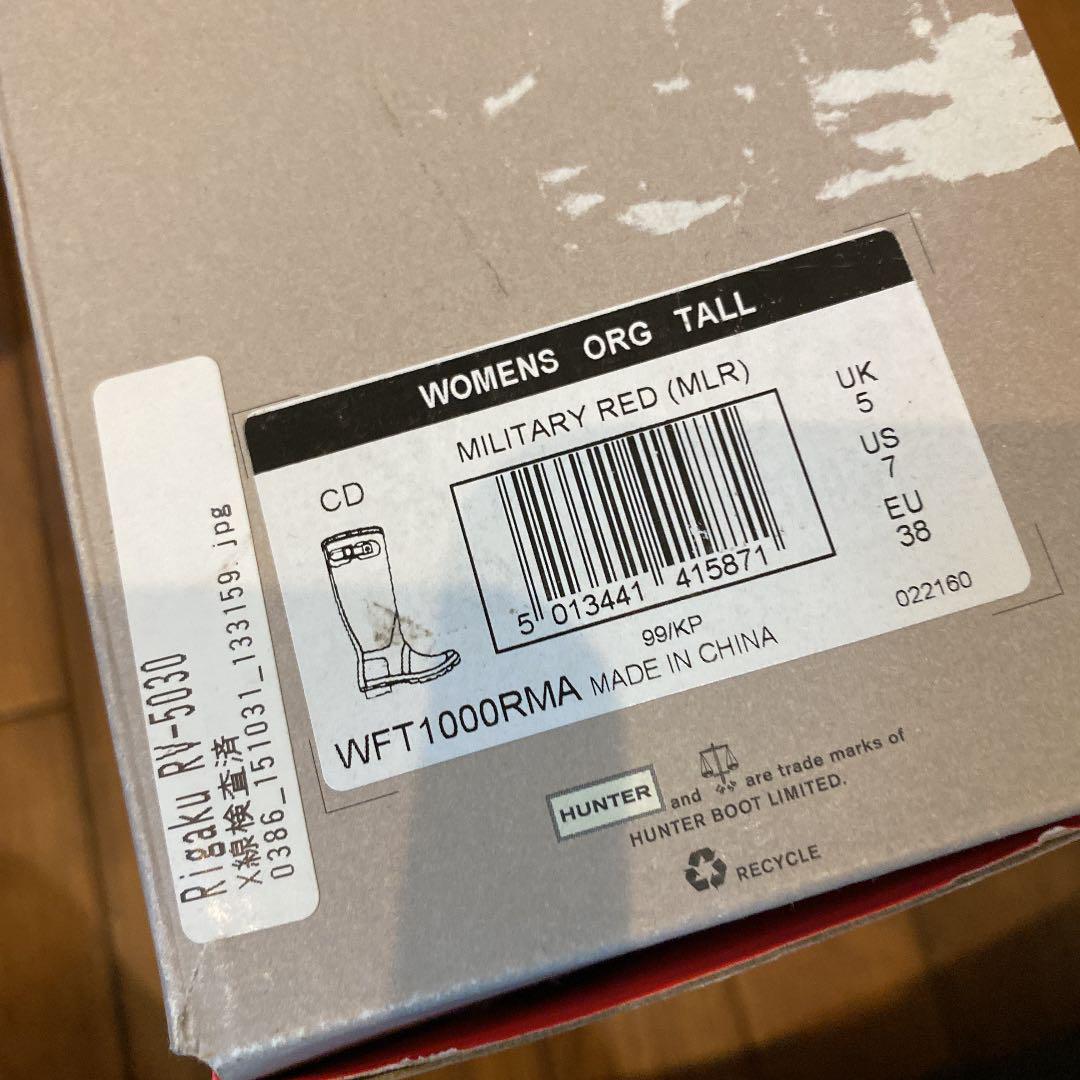 WOMENS ORG TALL
MILITARY RED (MLR)
CD
5 013441 415871
UK
5
US
7
EU
38
99/KP
022160
WFT1000RMA MADE IN CHINA
HUNTER and are trade marks of
HUNTER BOOT LIMITED.
RECYCLE
Rigaku RV-5030
X線検査済
0386_151031_133159.jpg